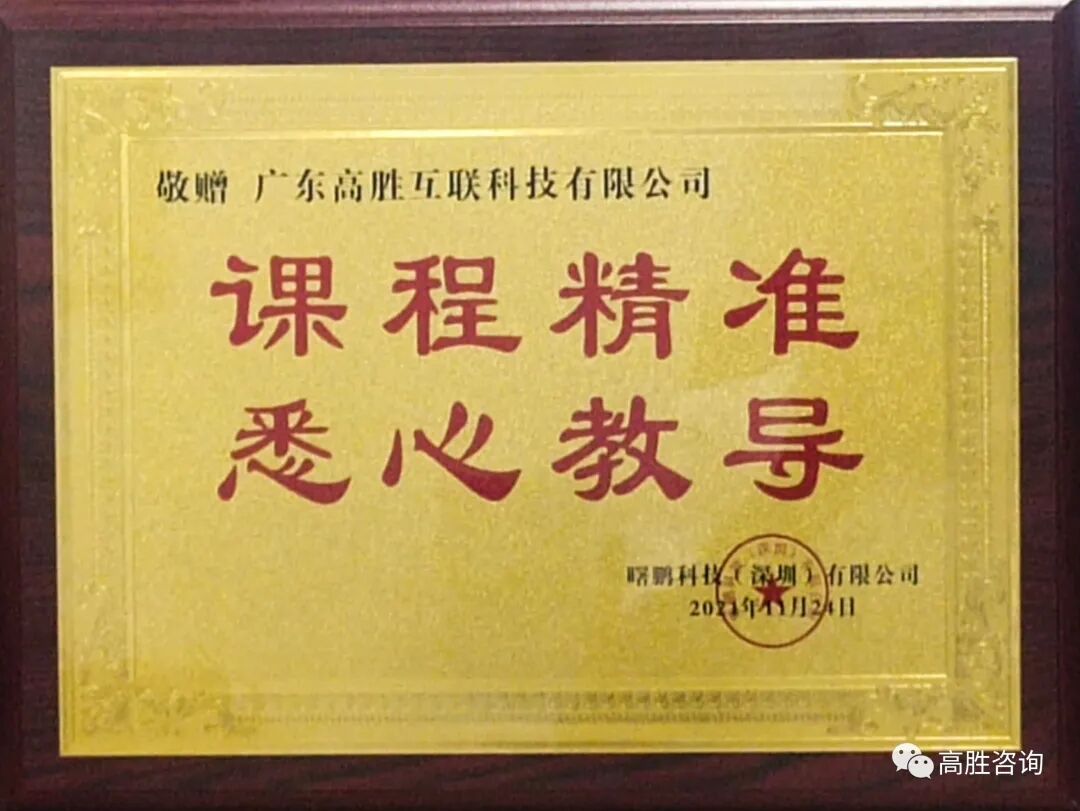 敬赠 广东高胜互联科技有限公司
课程精准
悉心教导
曙鹏科技（深圳）有限公司
2021年11月24日
高胜咨询